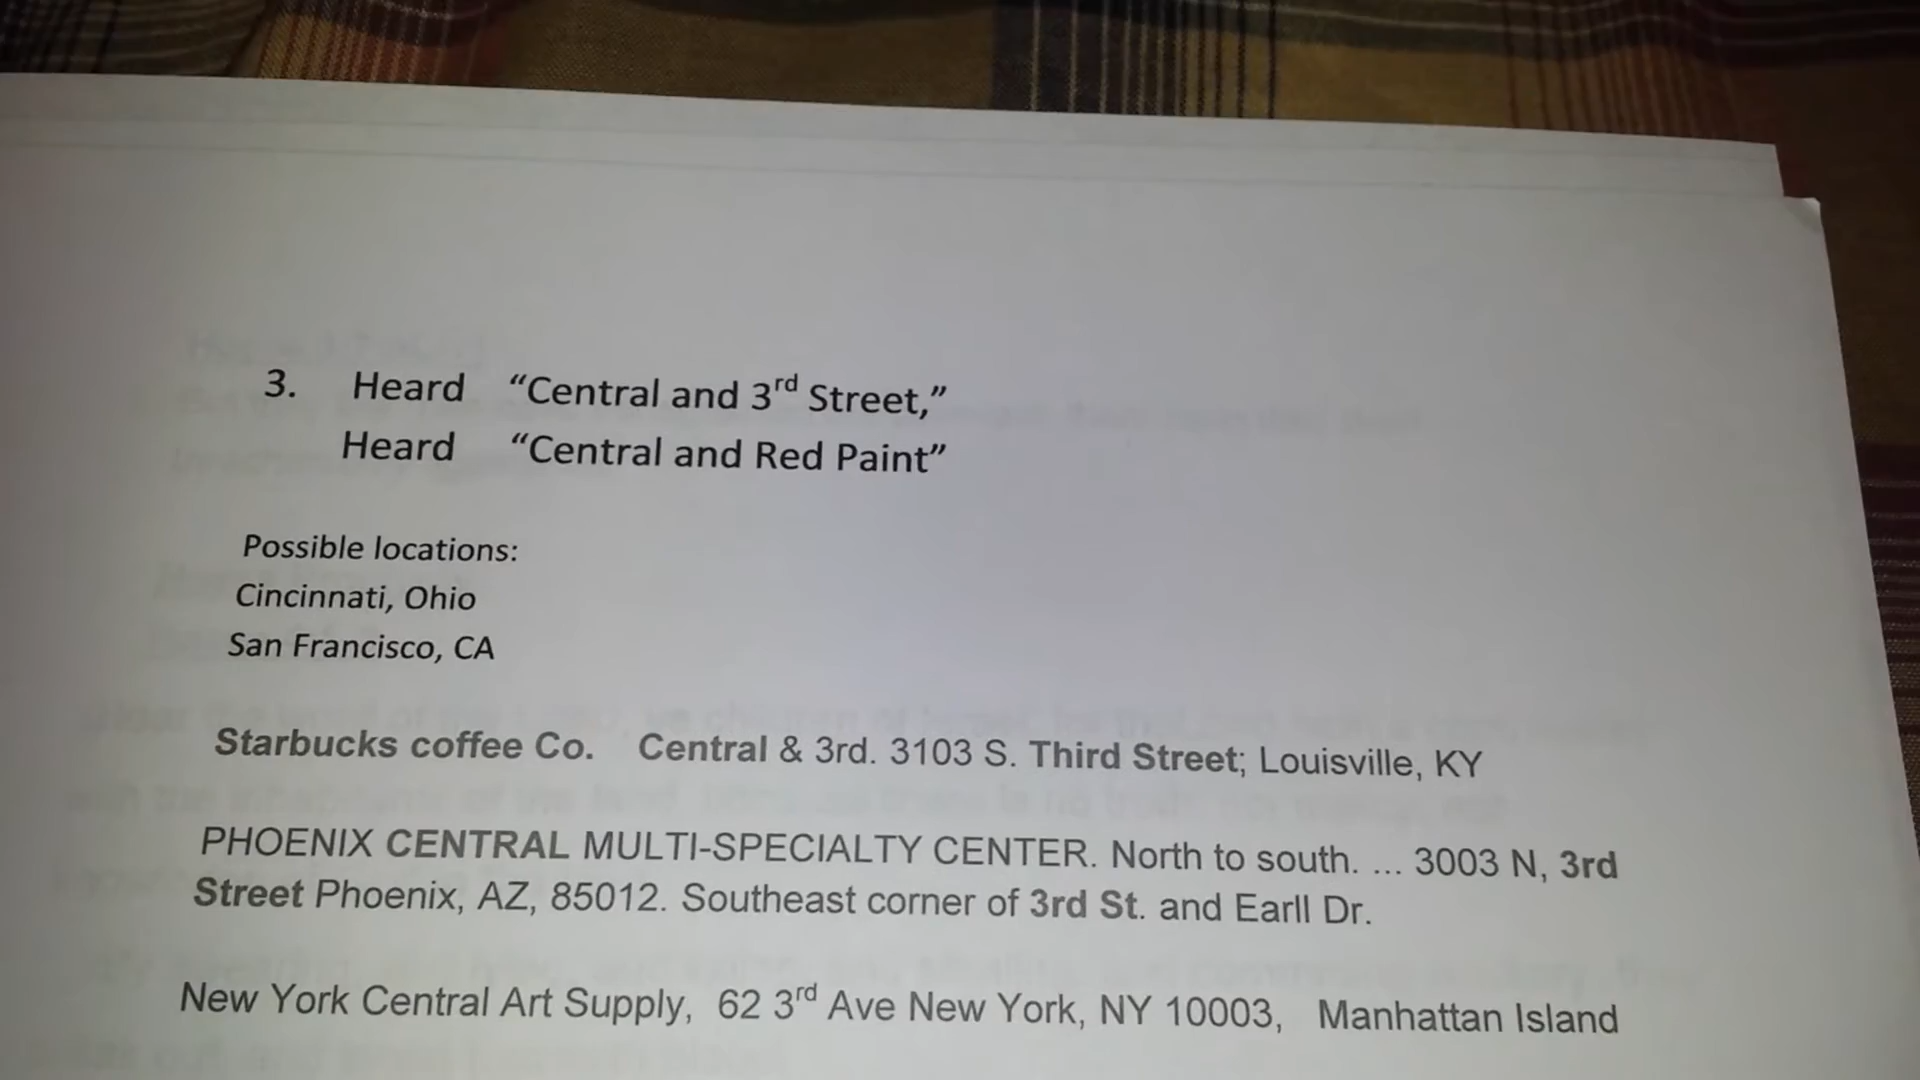 3. Heard “Central and 3rd Street,”
Heard “Central and Red Paint”
Possible locations:
Cincinnati, Ohio
San Francisco, CA
Starbucks coffee Co. Central & 3rd. 3103 S. Third Street; Louisville, KY
PHOENIX CENTRAL MULTI-SPECIALTY CENTER. North to south. ... 3003 N, 3rd
Street Phoenix, AZ, 85012. Southeast corner of 3rd St. and Earll Dr.
New York Central Art Supply, 62 3rd Ave New York, NY 10003, Manhattan Island